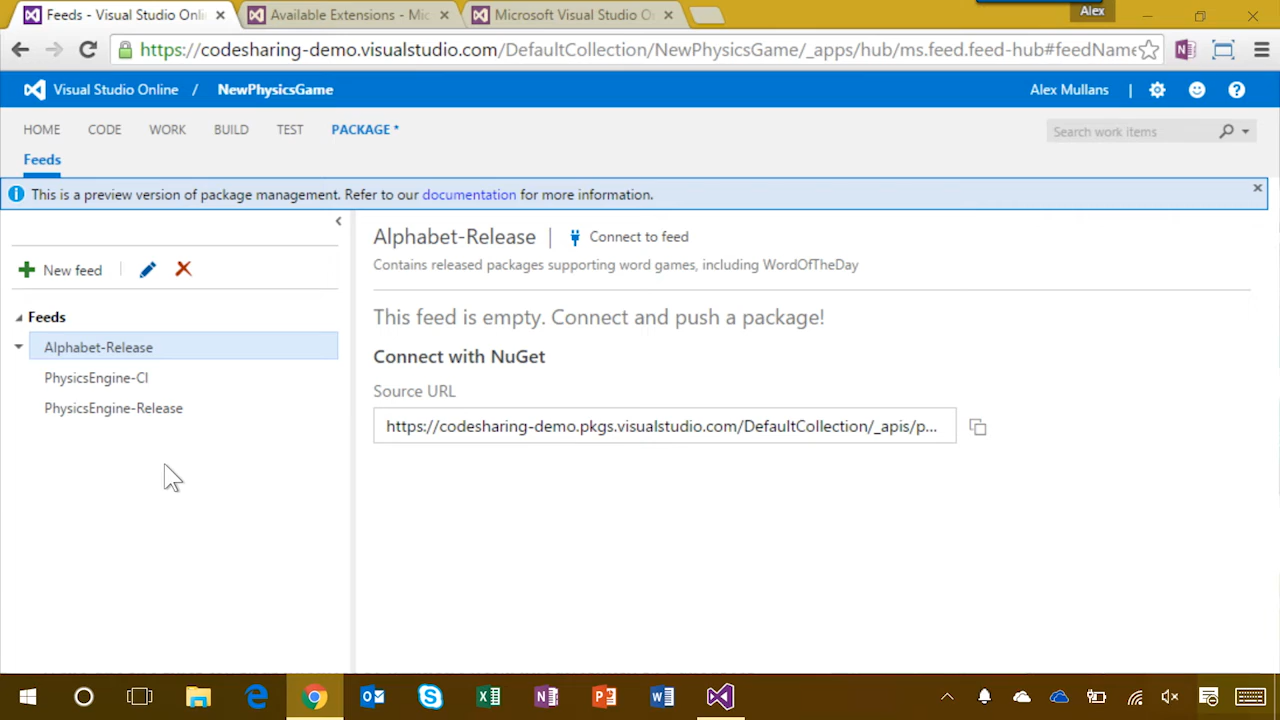 Feeds - Visual Studio Onli
Available Extensions - Mic
Microsoft Visual Studio O
Alex
https://codesharing-demo.visualstudio.com/DefaultCollection/NewPhysicsGame/_apps/hub/ms.feed.feed-hub#feedName
Visual Studio Online / NewPhysicsGame
Alex Mullans
HOME CODE WORK BUILD TEST PACKAGE *
Search work items
Feeds
This is a preview version of package management. Refer to our documentation for more information.
New feed
Feeds
Alphabet-Release
PhysicsEngine-CI
PhysicsEngine-Release
Alphabet-Release | Connect to feed
Contains released packages supporting word games, including WordOfTheDay
This feed is empty. Connect and push a package!
Connect with NuGet
Source URL
https://codesharing-demo.pkgs.visualstudio.com/DefaultCollection/_apis/p...